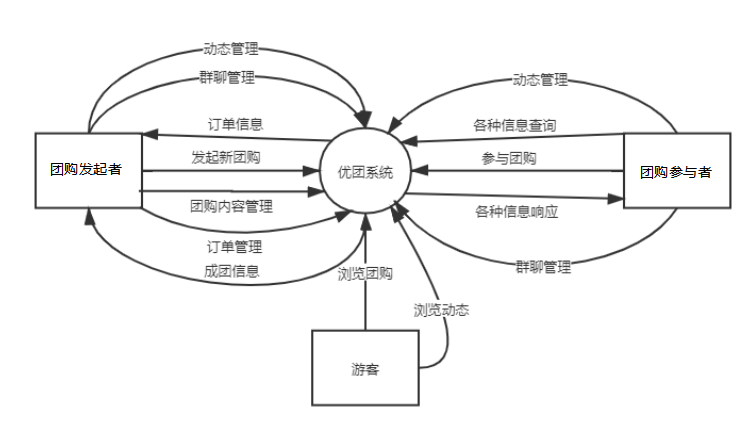 动态管理
群聊管理
动态管理
订单信息
各种信息查询
发起新团购
参与团购
团购发起者
优团系统
团购参与者
团购内容管理
各种信息响应
订单管理
成团信息
浏览团购
群聊管理
浏览动态
游客